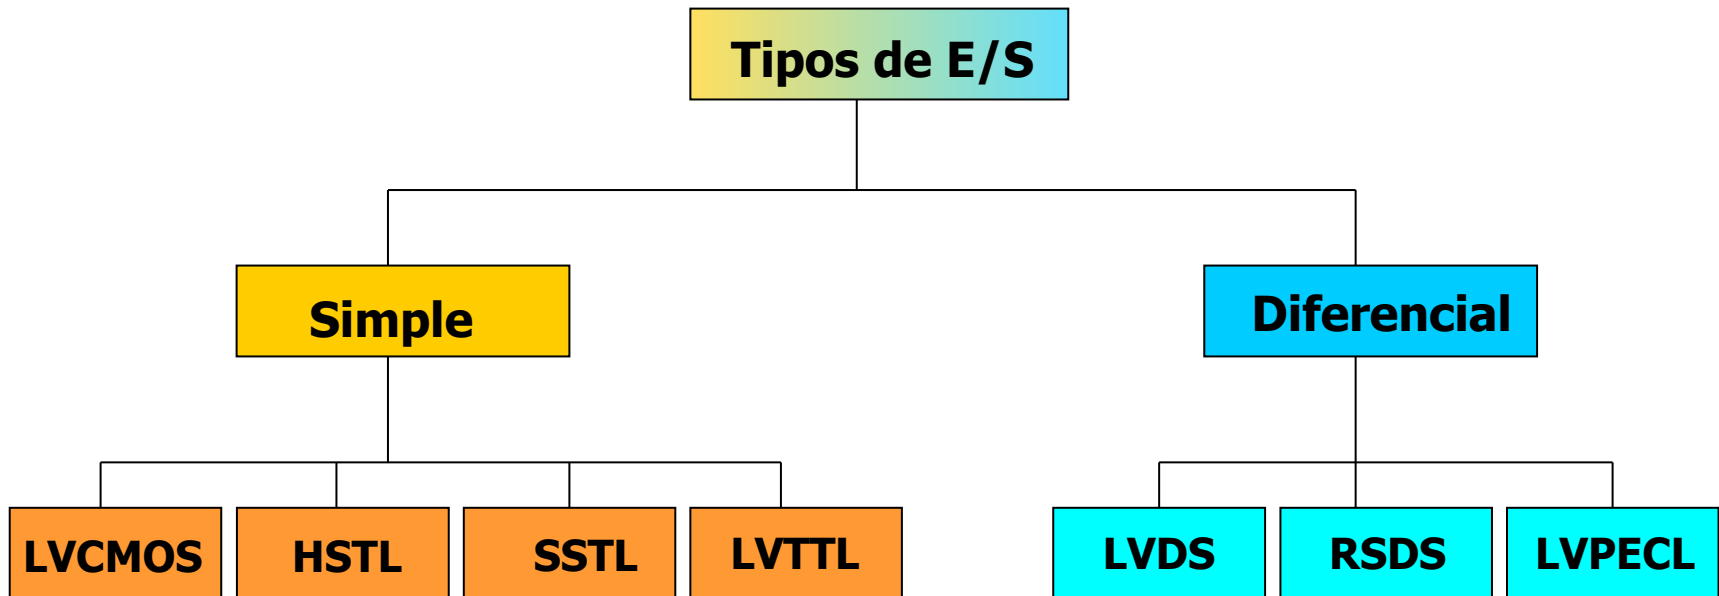 Tipos de E/S
Simple
Diferencial
LVCMOS
HSTL
SSTL
LVTTL
LVDS
RSDS
LVPECL